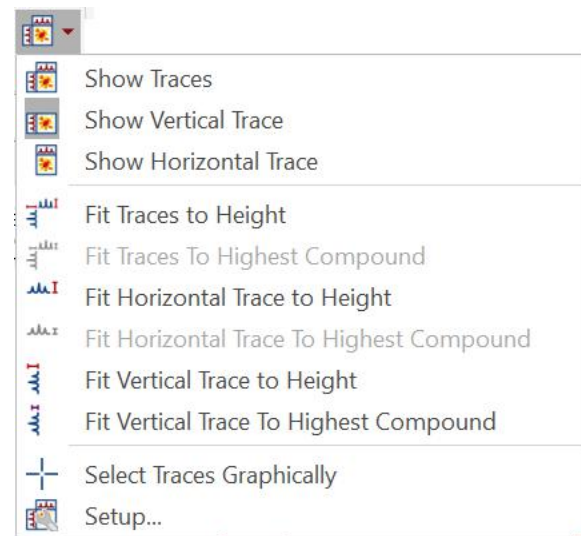 Show Traces
Show Vertical Trace
Show Horizontal Trace
Fit Traces to Height
Fit Traces To Highest Compound
Fit Horizontal Trace to Height
Fit Horizontal Trace To Highest Compound
Fit Vertical Trace to Height
Fit Vertical Trace To Highest Compound
Select Traces Graphically
Setup...